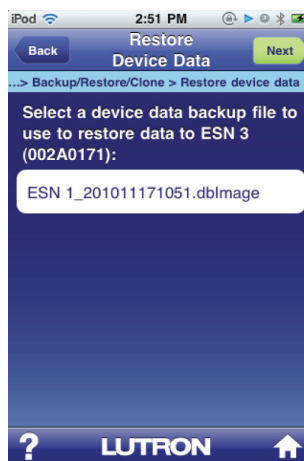 iPod 2:51 PM
Back
Restore
Device Data
Next
...> Backup/Restore/Clone > Restore device data
Select a device data backup file to
use to restore data to ESN 3
(002A0171):
ESN 1_201011171051.dbImage
? LUTRON